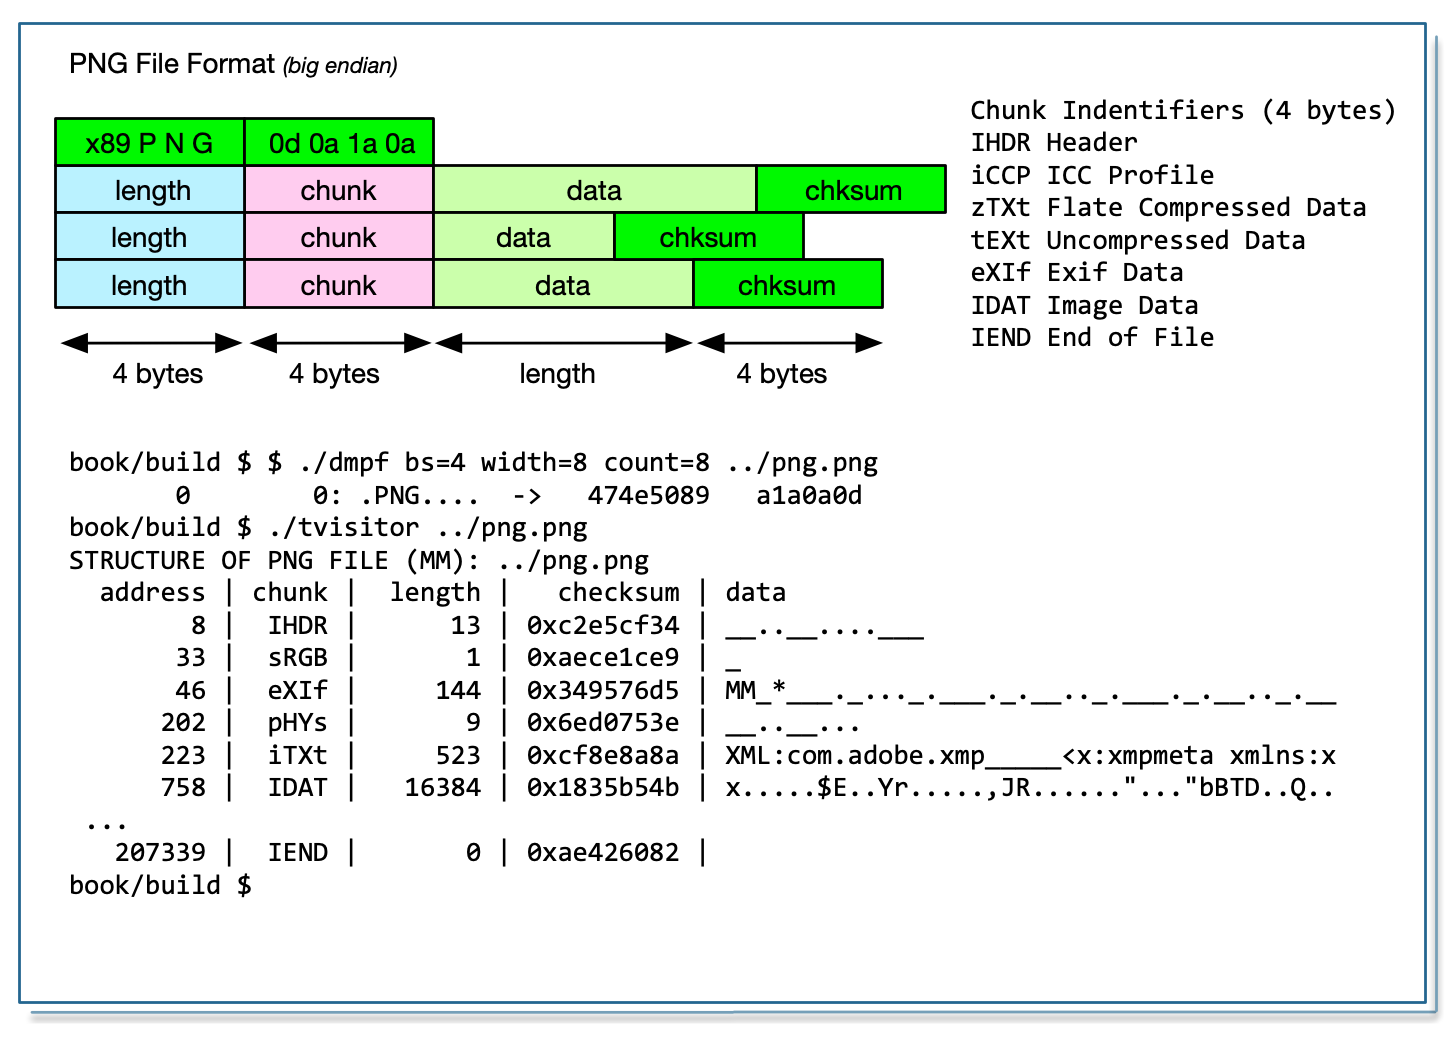 PNG File Format (big endian)
x89 P N G 0d 0a 1a 0a
length chunk data chksum
length chunk data chksum
length chunk data chksum
4 bytes 4 bytes length 4 bytes
Chunk Indentifiers (4 bytes)
IHDR Header
iCCP ICC Profile
zTXt Flate Compressed Data
tEXt Uncompressed Data
eXIf Exif Data
IDAT Image Data
IEND End of File
book/build $ $ ./dmpf bs=4 width=8 count=8 ../png.png
       0        0: .PNG....  ->   474e5089   a1a0a0d
book/build $ ./tvisitor ../png.png
STRUCTURE OF PNG FILE (MM): ../png.png
  address | chunk |  length |   checksum | data
        8 |  IHDR |      13 | 0xc2e5cf34 | __..__....___
       33 |  sRGB |       1 | 0xaece1ce9 | _
       46 |  eXIf |     144 | 0x349576d5 | MM_*___._..._.___._.__.._.___._.__.._.__
      202 |  pHYs |       9 | 0x6ed0753e | __..__...
      223 |  iTXt |     523 | 0xcf8e8a8a | XML:com.adobe.xmp_____<x:xmpmeta xmlns:x
      758 |  IDAT |   16384 | 0x1835b54b | x.....$E..Yr.....,JR......"..."bBTD..Q..
 ...
   207339 |  IEND |       0 | 0xae426082 |
book/build $